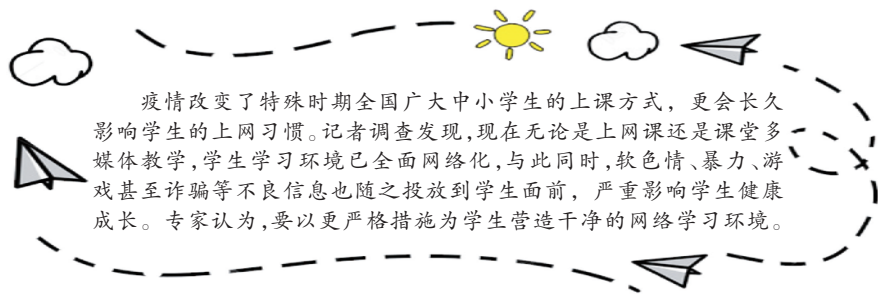 疫情改变了特殊时期全国广大中小学生的上课方式，更会长久
影响学生的上网习惯。记者调查发现，现在无论是上网课还是课堂多
媒体教学，学生学习环境已全面网络化，与此同时，软色情、暴力、游
戏甚至诈骗等不良信息也随之投放到学生面前，严重影响学生健康
成长。专家认为，要以更严格措施为学生营造干净的网络学习环境。